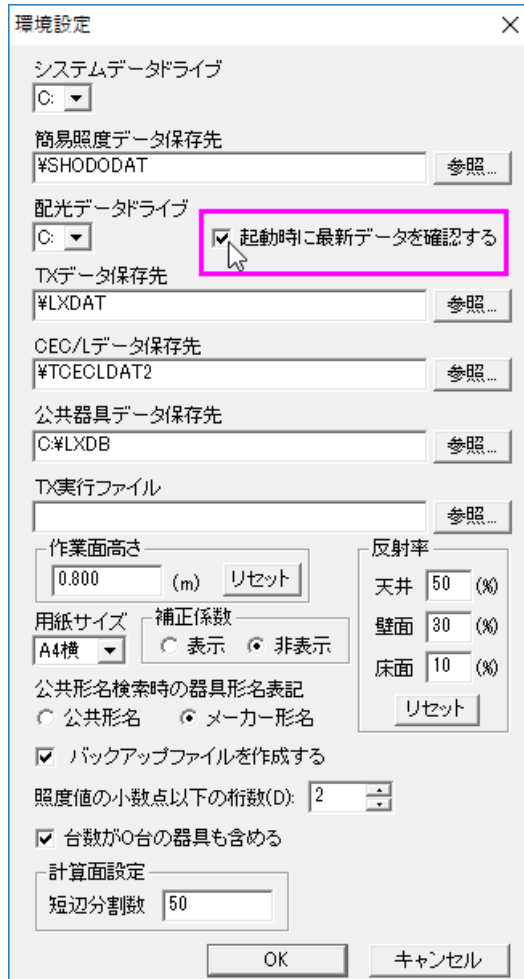 環境設定
システムデータドライブ
C:
簡易照度データ保存先
¥SHODODAT
参照...
配光データドライブ
C:
起動時に最新データを確認する
TXデータ保存先
¥LXDAT
参照...
CEC/Lデータ保存先
¥TCECLDAT2
参照...
公共器具データ保存先
C:¥LXDB
参照...
TX実行ファイル
参照...
作業面高さ
0.800 (m) リセット
反射率
天井 50 (%)
壁面 30 (%)
床面 10 (%)
リセット
用紙サイズ
A4横
補正係数
表示 非表示
公共形名検索時の器具形名表記
公共形名 メーカー形名
バックアップファイルを作成する
照度値の小数点以下の桁数(D): 2
台数が0台の器具も含める
計算面設定
短辺分割数 50
OK キャンセル